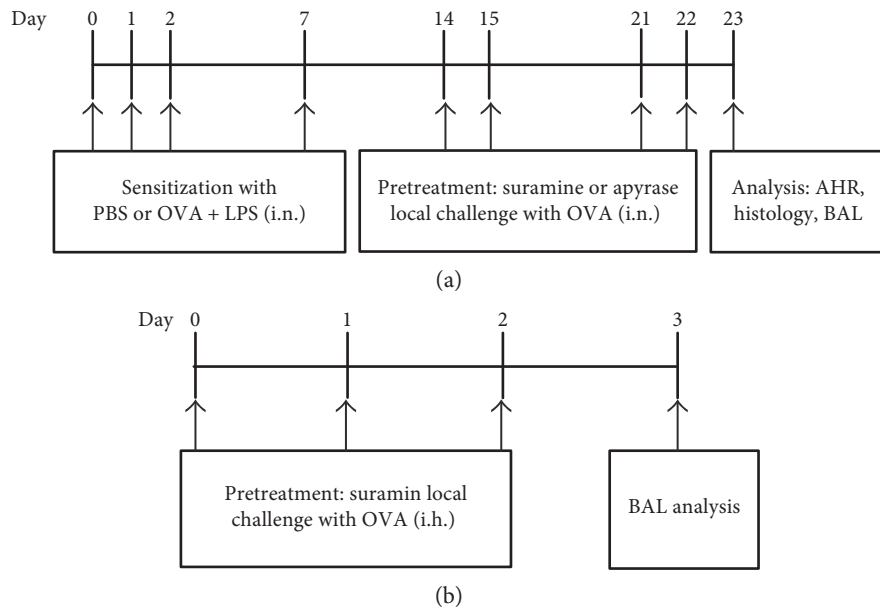 Day 0 1 2 7 14 15 21 22 23
Sensitization with
PBS or OVA + LPS (i.n.)
Pretreatment: suramine or apyrase
local challenge with OVA (i.n.)
Analysis: AHR,
histology, BAL
(a)
Day 0 1 2 3
Pretreatment: suramin local
challenge with OVA (i.h.)
BAL analysis
(b)